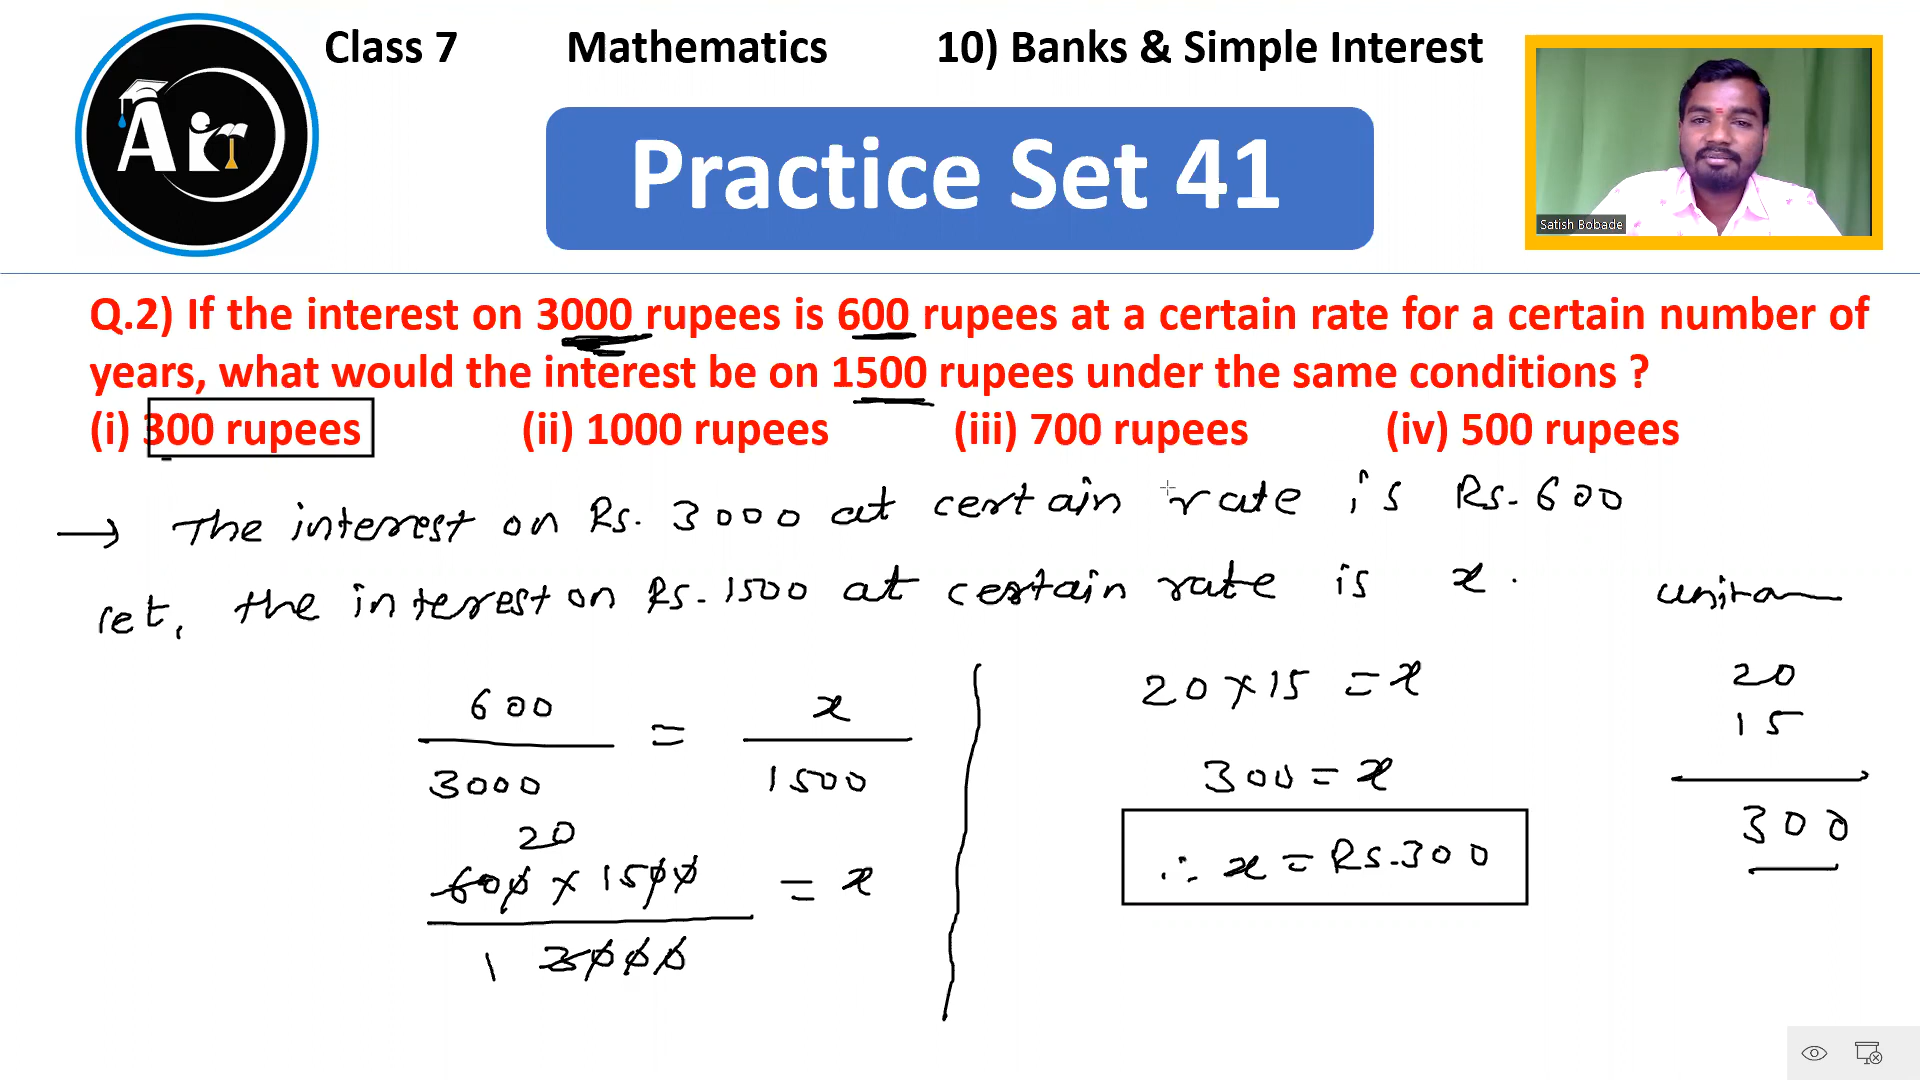 Class 7 Mathematics 10) Banks & Simple Interest
Air
Practice Set 41
Satish Bobade
Q.2) If the interest on 3000 rupees is 600 rupees at a certain rate for a certain number of
years, what would the interest be on 1500 rupees under the same conditions ?
(i) 300 rupees (ii) 1000 rupees (iii) 700 rupees (iv) 500 rupees
→ The interest on Rs. 3000 at certain rate is Rs. 600
Let, the interest on Rs. 1500 at certain rate is x.
600 / 3000 = x / 1500
20
600 x 1500 = x
1 3000
20 x 15 = x
300 = x
∴ x = Rs. 300
20
15
300